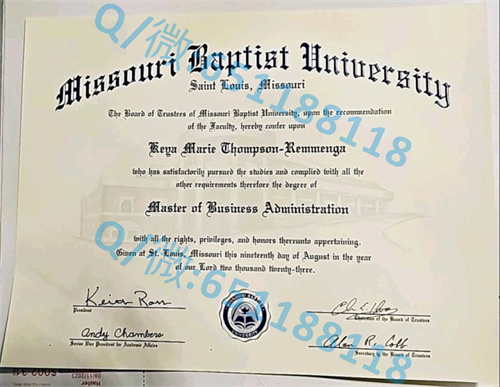 Missouri Baptist University
Saint Louis, Missouri
The Board of Trustees of Missouri Baptist University, upon the recommendation
of the Faculty, hereby confer upon
Keya Marie Thompson-Remmenga
who has satisfactorily pursued the studies and complied with all the
other requirements therefore the degree of
Master of Business Administration
with all the rights, privileges, and honors thereunto appertaining.
Given at St. Louis, Missouri this nineteenth day of August in the year
of our Lord two thousand twenty-three.
Keith Ross
President
of the Board of Trustees
Andy Chambers
Senior Vice President for Academic Affairs
Alan R. Cobb
Secretary to the Board of Trustees
Q/微:651188118
Q/微:651188118